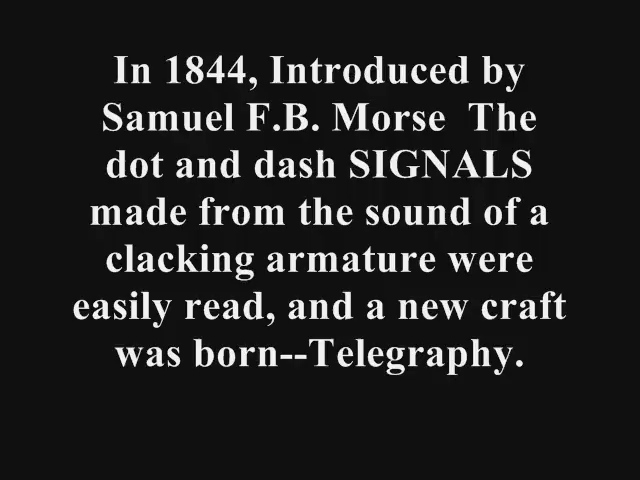 In 1844, Introduced by
Samuel F.B. Morse  The
dot and dash SIGNALS
made from the sound of a
clacking armature were
easily read, and a new craft
was born--Telegraphy.